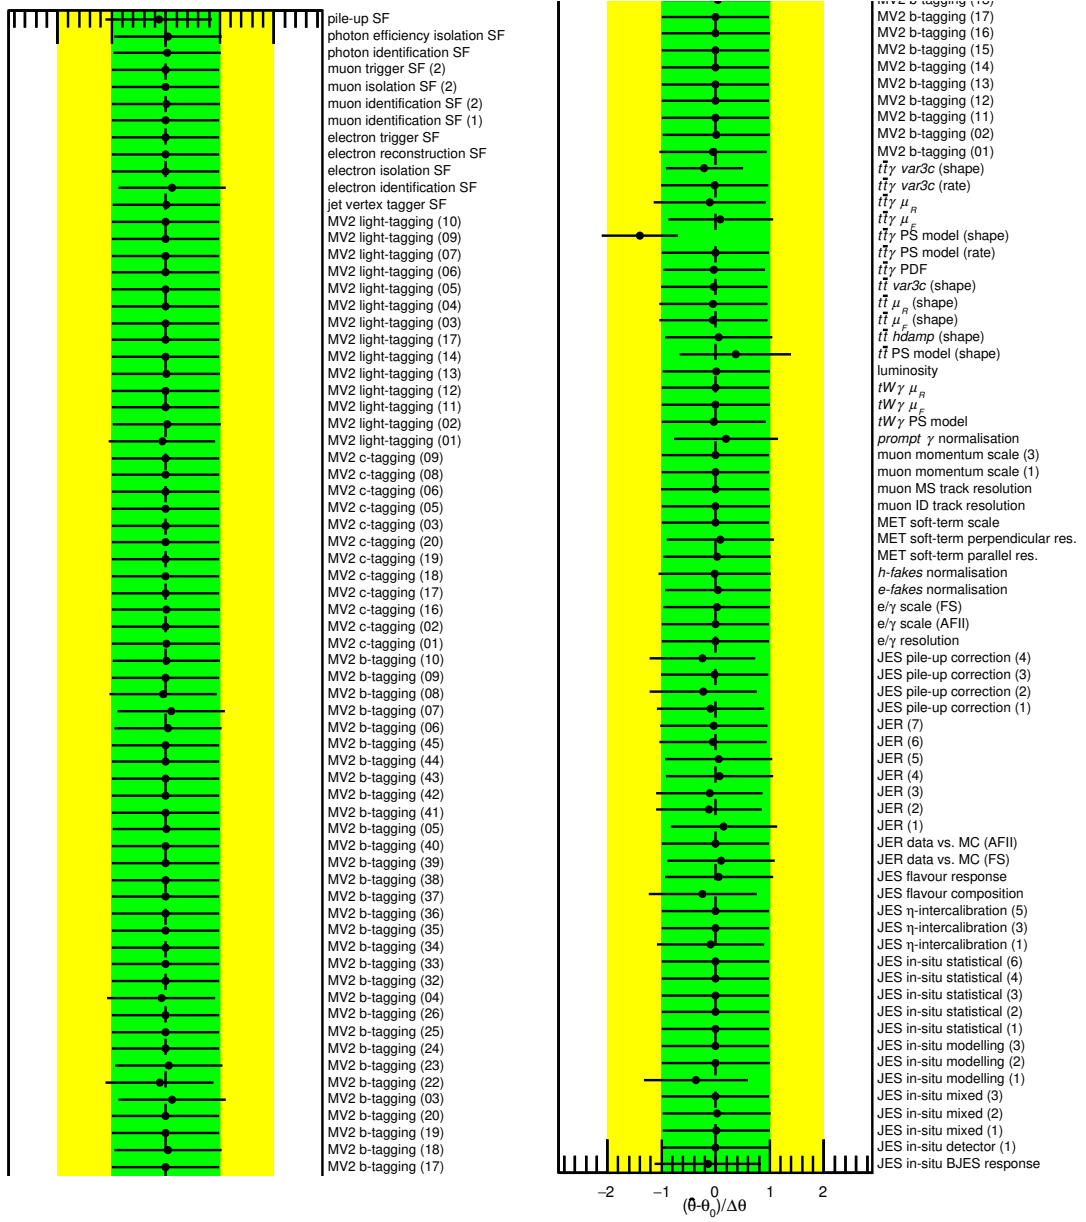 pile-up SF
photon efficiency isolation SF
photon identification SF
muon trigger SF (2)
muon isolation SF (2)
muon identification SF (2)
muon identification SF (1)
electron trigger SF
electron reconstruction SF
electron isolation SF
electron identification SF
jet vertex tagger SF
MV2 light-tagging (10)
MV2 light-tagging (09)
MV2 light-tagging (07)
MV2 light-tagging (06)
MV2 light-tagging (05)
MV2 light-tagging (04)
MV2 light-tagging (03)
MV2 light-tagging (17)
MV2 light-tagging (14)
MV2 light-tagging (13)
MV2 light-tagging (12)
MV2 light-tagging (11)
MV2 light-tagging (02)
MV2 light-tagging (01)
MV2 c-tagging (09)
MV2 c-tagging (08)
MV2 c-tagging (06)
MV2 c-tagging (05)
MV2 c-tagging (03)
MV2 c-tagging (20)
MV2 c-tagging (19)
MV2 c-tagging (18)
MV2 c-tagging (17)
MV2 c-tagging (16)
MV2 c-tagging (02)
MV2 c-tagging (01)
MV2 b-tagging (10)
MV2 b-tagging (09)
MV2 b-tagging (08)
MV2 b-tagging (07)
MV2 b-tagging (06)
MV2 b-tagging (45)
MV2 b-tagging (44)
MV2 b-tagging (43)
MV2 b-tagging (42)
MV2 b-tagging (41)
MV2 b-tagging (05)
MV2 b-tagging (40)
MV2 b-tagging (39)
MV2 b-tagging (38)
MV2 b-tagging (37)
MV2 b-tagging (36)
MV2 b-tagging (35)
MV2 b-tagging (34)
MV2 b-tagging (33)
MV2 b-tagging (32)
MV2 b-tagging (04)
MV2 b-tagging (26)
MV2 b-tagging (25)
MV2 b-tagging (24)
MV2 b-tagging (23)
MV2 b-tagging (22)
MV2 b-tagging (03)
MV2 b-tagging (20)
MV2 b-tagging (19)
MV2 b-tagging (18)
MV2 b-tagging (17)
MV2 b-tagging (18)
MV2 b-tagging (17)
MV2 b-tagging (16)
MV2 b-tagging (15)
MV2 b-tagging (14)
MV2 b-tagging (13)
MV2 b-tagging (12)
MV2 b-tagging (11)
MV2 b-tagging (02)
MV2 b-tagging (01)
tt̄γ var3c (shape)
tt̄γ var3c (rate)
tt̄γ μ_R
tt̄γ μ_F
tt̄γ PS model (shape)
tt̄γ PS model (rate)
tt̄γ PDF
tt̄ var3c (shape)
tt̄ μ_R (shape)
tt̄ μ_F (shape)
tt̄ hdamp (shape)
tt̄ PS model (shape)
luminosity
tWγ μ_R
tWγ μ_F
tWγ PS model
prompt γ normalisation
muon momentum scale (3)
muon momentum scale (1)
muon MS track resolution
muon ID track resolution
MET soft-term scale
MET soft-term perpendicular res.
MET soft-term parallel res.
h-fakes normalisation
e-fakes normalisation
e/γ scale (FS)
e/γ scale (AFII)
e/γ resolution
JES pile-up correction (4)
JES pile-up correction (3)
JES pile-up correction (2)
JES pile-up correction (1)
JER (7)
JER (6)
JER (5)
JER (4)
JER (3)
JER (2)
JER (1)
JER data vs. MC (AFII)
JER data vs. MC (FS)
JES flavour response
JES flavour composition
JES η-intercalibration (5)
JES η-intercalibration (3)
JES η-intercalibration (1)
JES in-situ statistical (6)
JES in-situ statistical (4)
JES in-situ statistical (3)
JES in-situ statistical (2)
JES in-situ statistical (1)
JES in-situ modelling (3)
JES in-situ modelling (2)
JES in-situ modelling (1)
JES in-situ mixed (3)
JES in-situ mixed (2)
JES in-situ mixed (1)
JES in-situ detector (1)
JES in-situ BJES response
−2 −1 0 1 2
(θ̂-θ₀)/Δθ